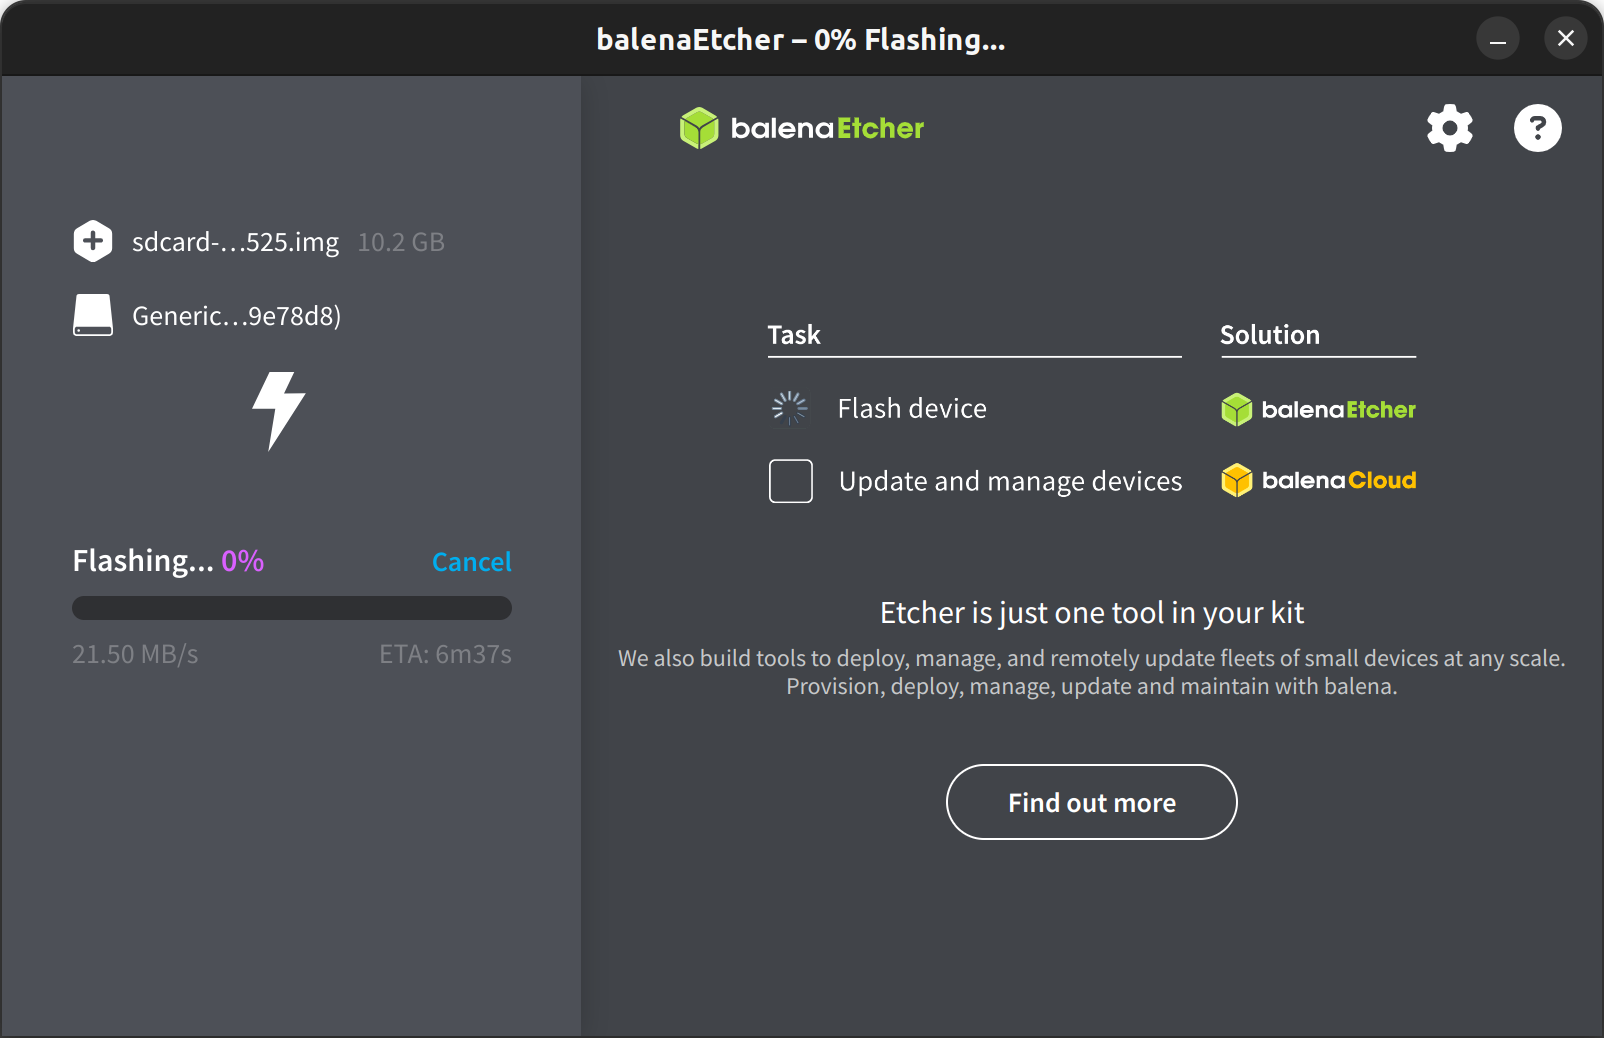 balenaEtcher – 0% Flashing...
balenaEtcher
sdcard-...525.img 10.2 GB
Generic...9e78d8)
Flashing... 0% Cancel
21.50 MB/s ETA: 6m37s
Task Solution
Flash device balenaEtcher
Update and manage devices balenaCloud
Etcher is just one tool in your kit
We also build tools to deploy, manage, and remotely update fleets of small devices at any scale.
Provision, deploy, manage, update and maintain with balena.
Find out more